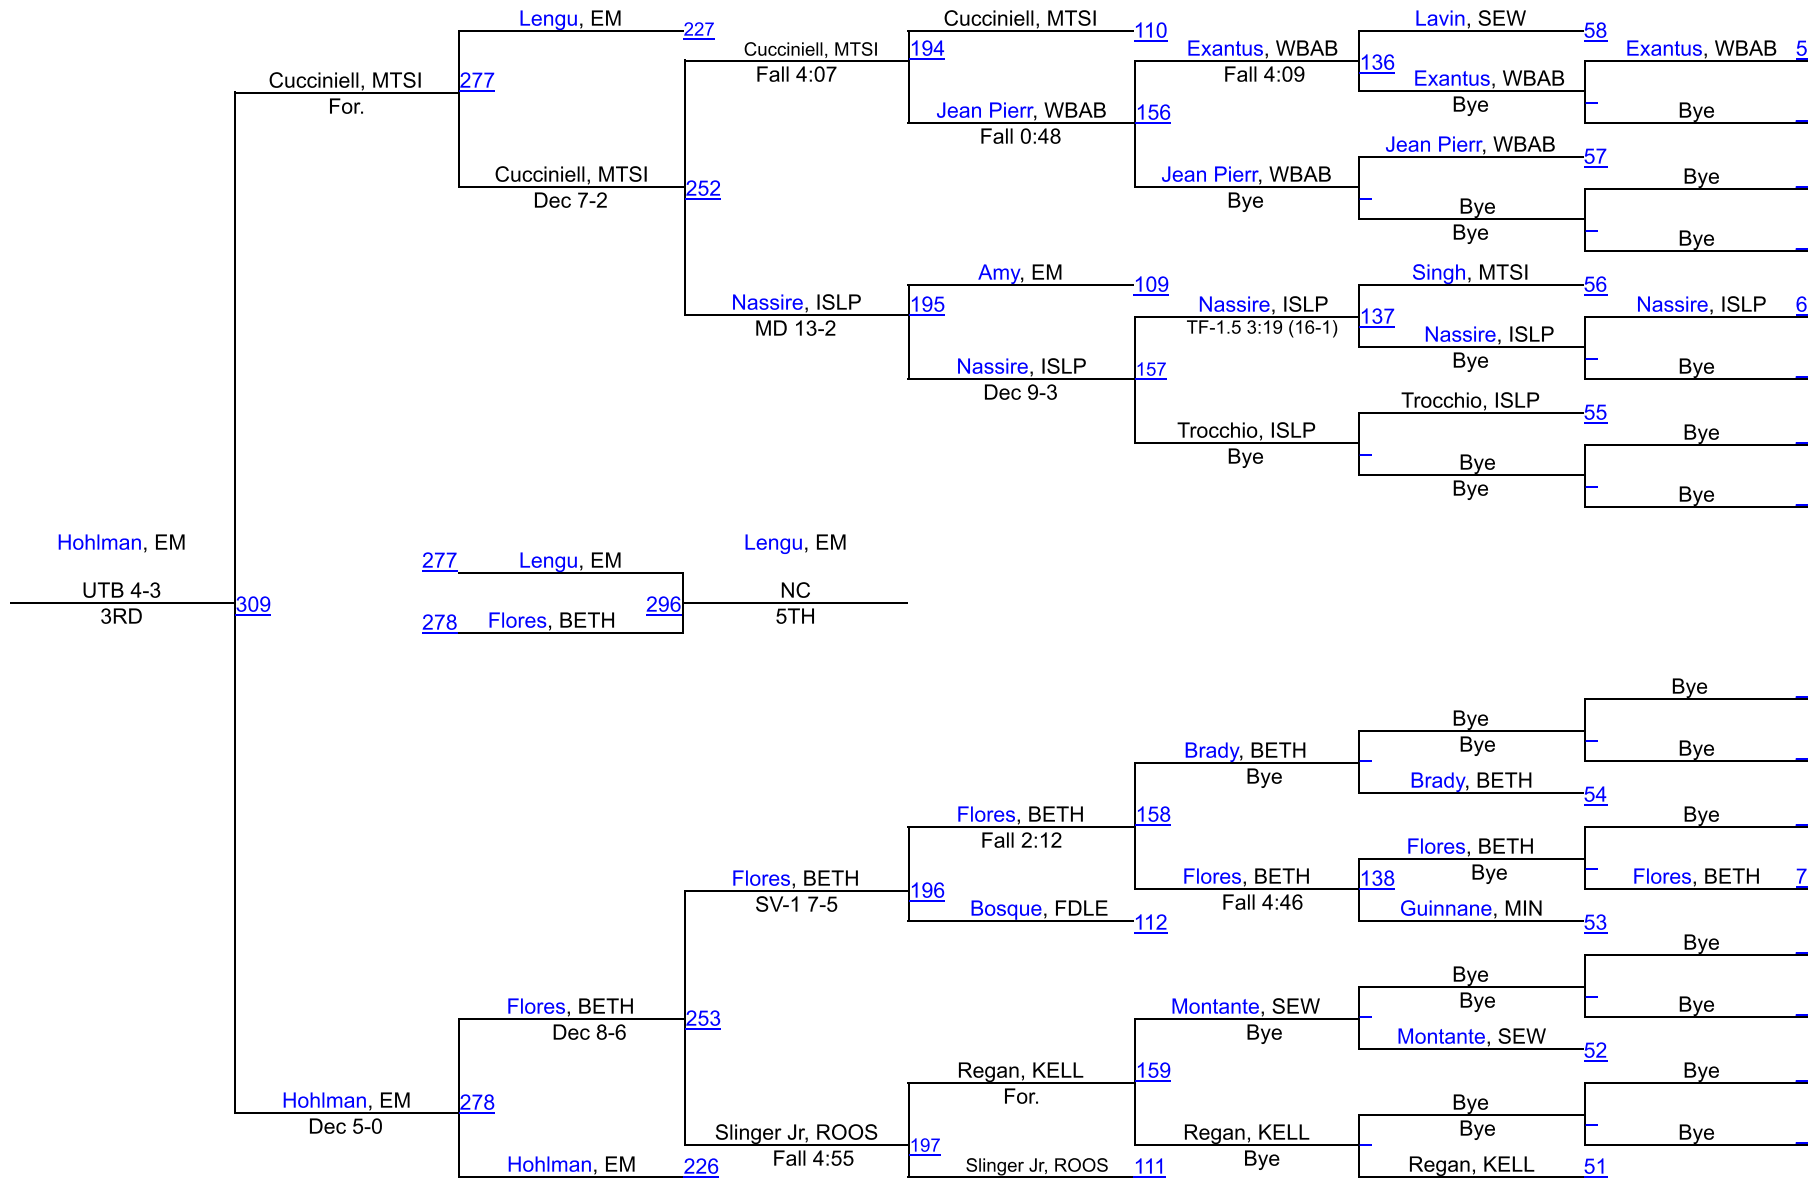 Lengu, EM
227
Cucciniell, MTSI
110
Lavin, SEW
58
Cucciniell, MTSI
194
Exantus, WBAB
136
Exantus, WBAB
5
Fall 4:07
Fall 4:09
Cucciniell, MTSI
277
Exantus, WBAB
For.
Bye
Bye
Jean Pierr, WBAB
156
Fall 0:48
Jean Pierr, WBAB
57
Cucciniell, MTSI
252
Jean Pierr, WBAB
Bye
Dec 7-2
Bye
Bye
Bye
Bye
Amy, EM
109
Singh, MTSI
56
Nassire, ISLP
195
Nassire, ISLP
137
Nassire, ISLP
6
MD 13-2
TF-1.5 3:19 (16-1)
Nassire, ISLP
Bye
Nassire, ISLP
157
Bye
Dec 9-3
Trocchio, ISLP
55
Trocchio, ISLP
Bye
Bye
Bye
Bye
Bye
Hohlman, EM
Lengu, EM
277
Lengu, EM
UTB 4-3
309
296
NC
3RD
278
Flores, BETH
5TH
Bye
Bye
Brady, BETH
Bye
Bye
Bye
Brady, BETH
54
Flores, BETH
158
Bye
Fall 2:12
Flores, BETH
Bye
Flores, BETH
196
Flores, BETH
138
Flores, BETH
7
SV-1 7-5
Fall 4:46
Bosque, FDLE
112
Guinnane, MIN
53
Bye
Bye
Flores, BETH
253
Montante, SEW
Bye
Bye
Dec 8-6
Bye
Montante, SEW
52
Regan, KELL
159
Bye
For.
Hohlman, EM
278
Bye
Dec 5-0
Bye
Slinger Jr, ROOS
197
Regan, KELL
Bye
Fall 4:55
Bye
Hohlman, EM
226
Slinger Jr, ROOS
111
Regan, KELL
51